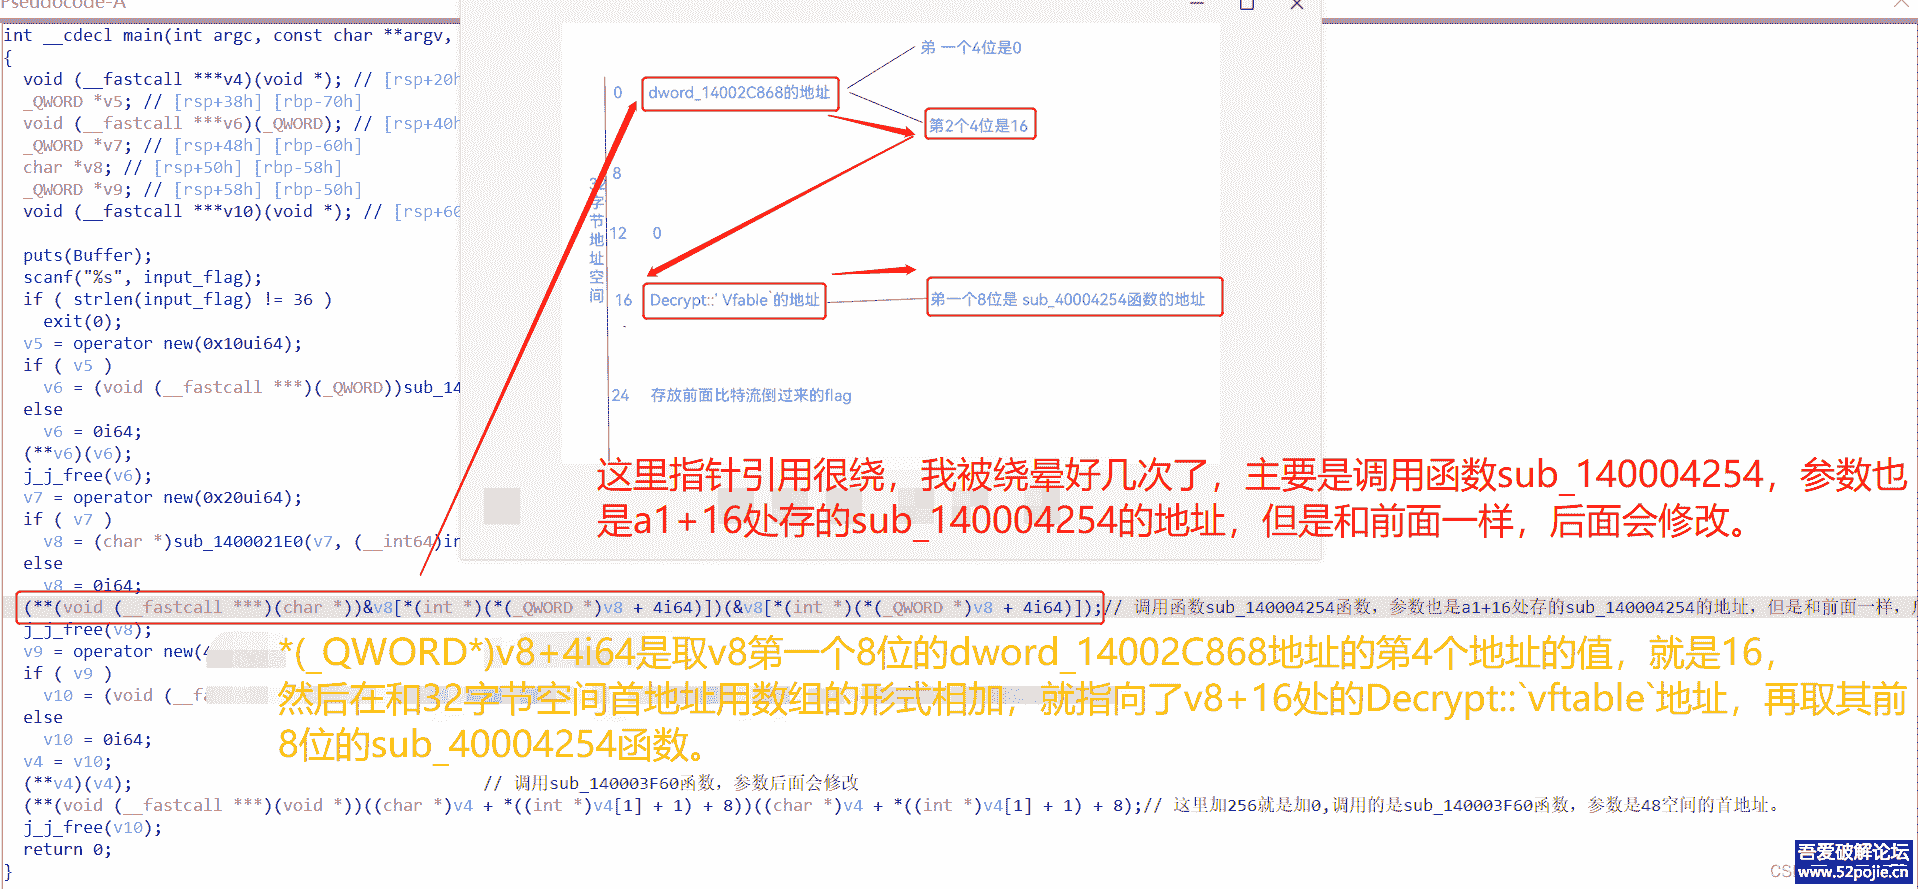 Pseudocode-A
int __cdecl main(int argc, const char **argv,
{
void (__fastcall ***v4)(void *); // [rsp+20h
_QWORD *v5; // [rsp+38h] [rbp-70h]
void (__fastcall ***v6)(_QWORD); // [rsp+40h
_QWORD *v7; // [rsp+48h] [rbp-60h]
char *v8; // [rsp+50h] [rbp-58h]
_QWORD *v9; // [rsp+58h] [rbp-50h]
void (__fastcall ***v10)(void *); // [rsp+60
puts(Buffer);
scanf("%s", input_flag);
if ( strlen(input_flag) != 36 )
exit(0);
v5 = operator new(0x10ui64);
if ( v5 )
v6 = (void (__fastcall ***)(_QWORD))sub_14
else
v6 = 0i64;
(**v6)(v6);
j_j_free(v6);
v7 = operator new(0x20ui64);
if ( v7 )
v8 = (char *)sub_1400021E0(v7, (__int64)in
else
v8 = 0i64;
(**(void (__fastcall ***)(char *))&v8[*(int *)(*(_QWORD *)v8 + 4i64)])(&v8[*(int *)(*(_QWORD *)v8 + 4i64)]);// 调用函数sub_140004254函数，参数也是a1+16处存的sub_140004254的地址，但是和前面一样，
j_j_free(v8);
v9 = operator new(
if ( v9 )
v10 = (void (__fa
else
v10 = 0i64;
v4 = v10;
(**v4)(v4); // 调用sub_140003F60函数，参数后面会修改
(**(void (__fastcall ***)(void *))((char *)v4 + *((int *)v4[1] + 1) + 8))((char *)v4 + *((int *)v4[1] + 1) + 8);// 这里加256就是加0,调用的是sub_140003F60函数，参数是48空间的首地址。
j_j_free(v10);
return 0;
}
弟 一个4位是0
0 dword_14002C868的地址
第2个4位是16
8
32字节地址空间
12 0
16 Decrypt::`Vfable`的地址
弟一个8位是 sub_40004254函数的地址
24 存放前面比特流倒过来的flag
这里指针引用很绕，我被绕晕好几次了，主要是调用函数sub_140004254，参数也
是a1+16处存的sub_140004254的地址，但是和前面一样，后面会修改。
*(_QWORD*)v8+4i64是取v8第一个8位的dword_14002C868地址的第4个地址的值，就是16，
然后在和32字节空间首地址用数组的形式相加，就指向了v8+16处的Decrypt::`vftable`地址，再取其前
8位的sub_40004254函数。
吾爱破解论坛
www.52pojie.cn